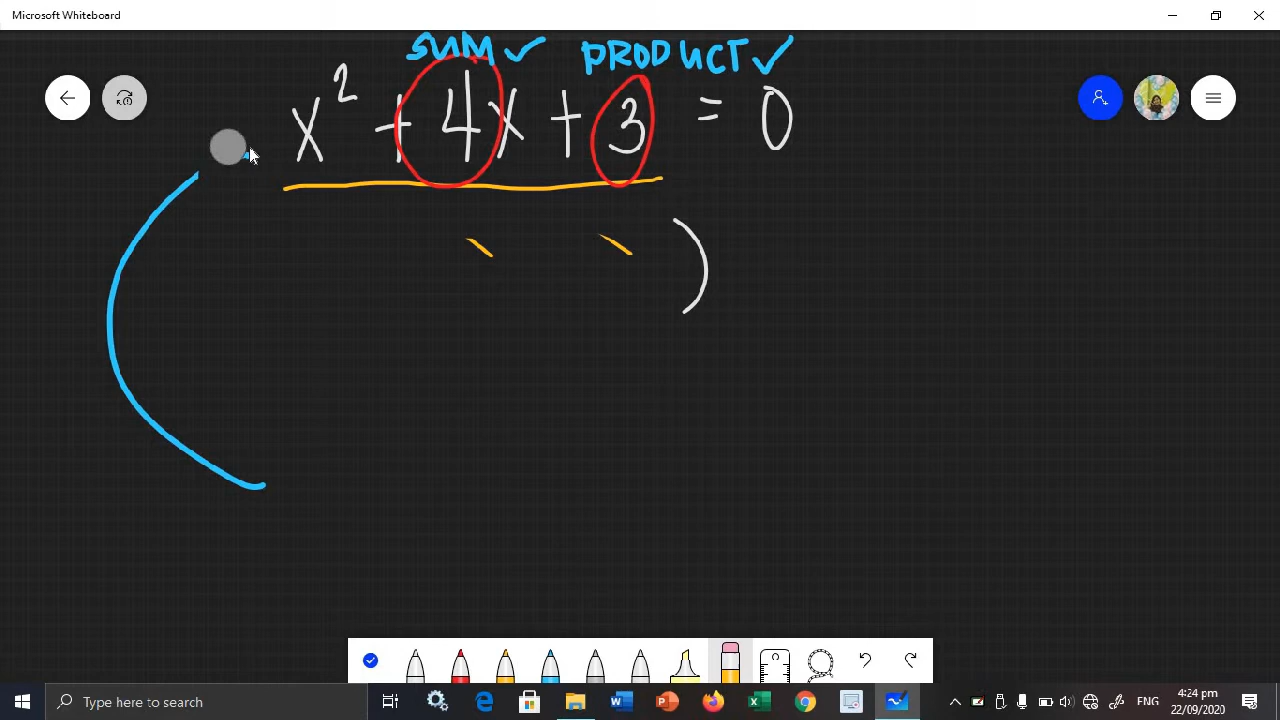 Microsoft Whiteboard
SUM ✓ PRODUCT ✓
x² + 4x + 3 = 0
)
Type here to search
ENG
4:24 pm
22/09/2020